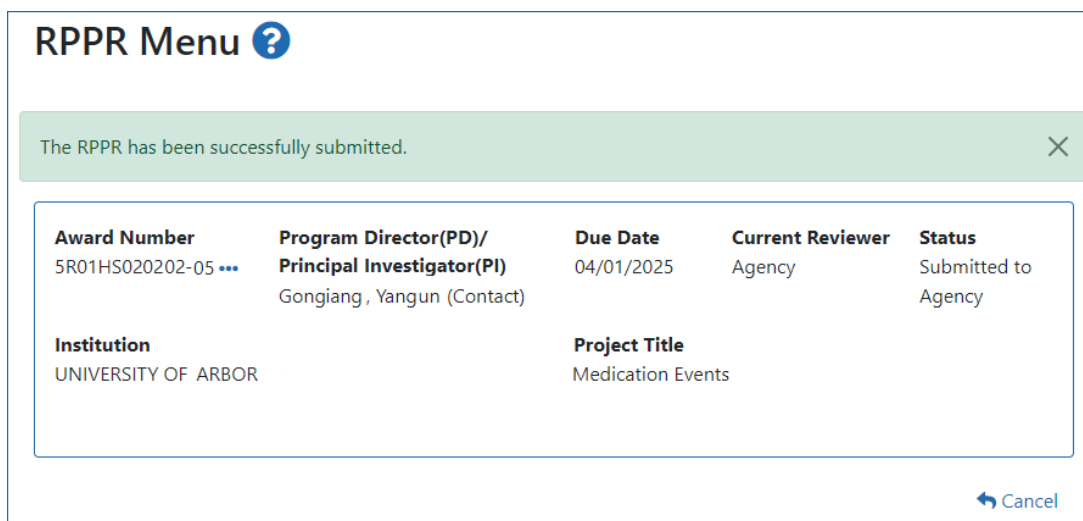 RPPR Menu ?
The RPPR has been successfully submitted.
Award Number
5R01HS020202-05 •••
Program Director(PD)/
Principal Investigator(PI)
Gongiang , Yangun (Contact)
Due Date
04/01/2025
Current Reviewer
Agency
Status
Submitted to
Agency
Institution
UNIVERSITY OF ARBOR
Project Title
Medication Events
Cancel